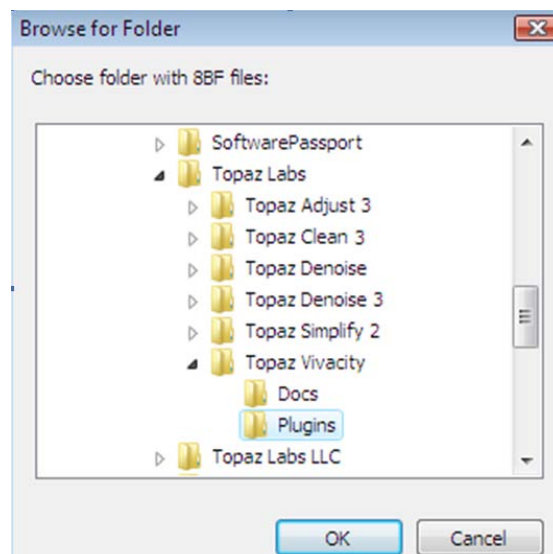 Browse for Folder
Choose folder with 8BF files:
SoftwarePassport
Topaz Labs
Topaz Adjust 3
Topaz Clean 3
Topaz Denoise
Topaz Denoise 3
Topaz Simplify 2
Topaz Vivacity
Docs
Plugins
Topaz Labs LLC
OK Cancel